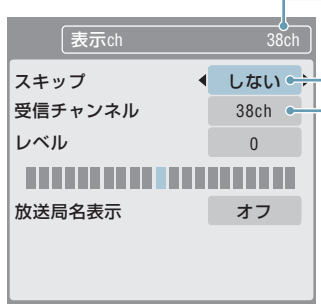 表示ch 38ch
スキップ しない
受信チャンネル 38ch
レベル 0
放送局名表示 オフ